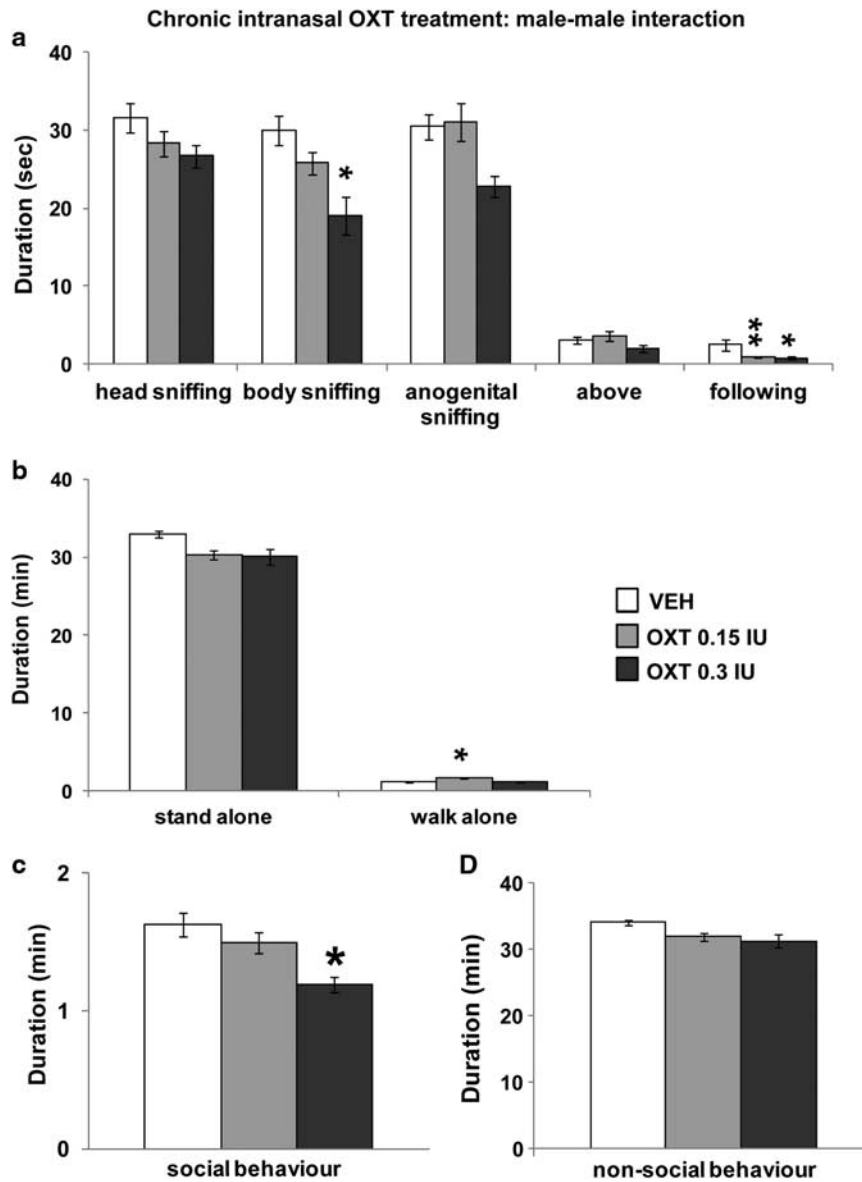 Chronic intranasal OXT treatment: male-male interaction
a
40
30
20
10
0
Duration (sec)
*
**
*
head sniffing
body sniffing
anogenital
sniffing
above
following
b
40
30
20
10
0
Duration (min)
*
stand alone
walk alone
VEH
OXT 0.15 IU
OXT 0.3 IU
c
2
1
0
Duration (min)
*
social behaviour
D
40
30
20
10
0
Duration (min)
non-social behaviour